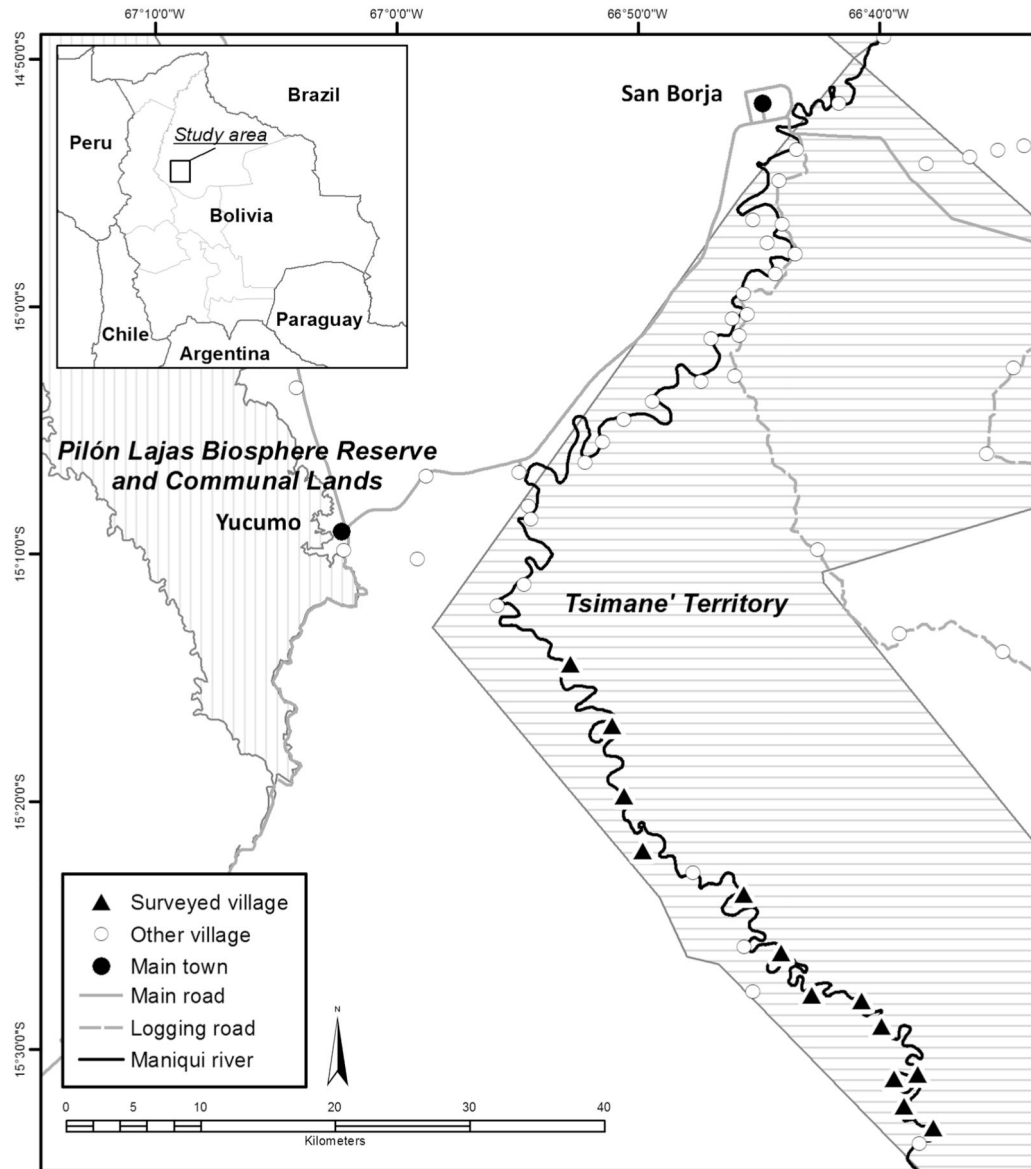 67°10'0"W
67°0'0"W
66°50'0"W
66°40'0"W
14°50'0"S
15°0'0"S
15°10'0"S
15°20'0"S
15°30'0"S
Brazil
Peru
Study area
Bolivia
Chile
Paraguay
Argentina
San Borja
Pilón Lajas Biosphere Reserve
and Communal Lands
Yucumo
Tsimane' Territory
Surveyed village
Other village
Main town
Main road
Logging road
Maniqui river
N
0 5 10 20 30 40
Kilometers